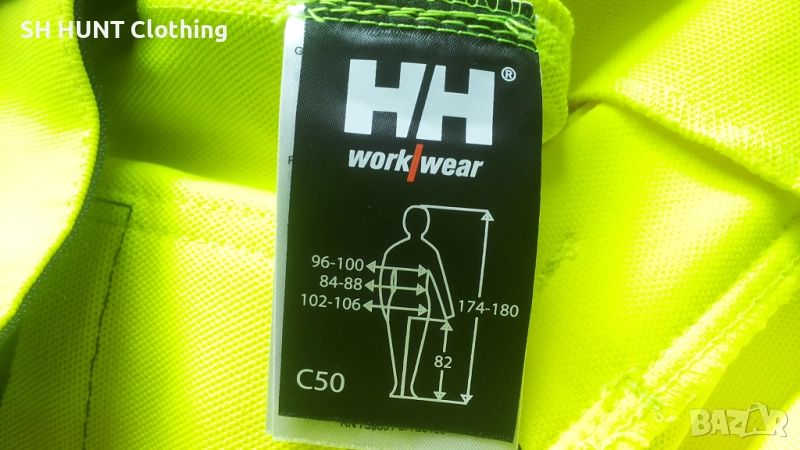 SH HUNT Clothing
HH®
work/wear
96-100
84-88
102-106
174-180
82
C50
BAZAR